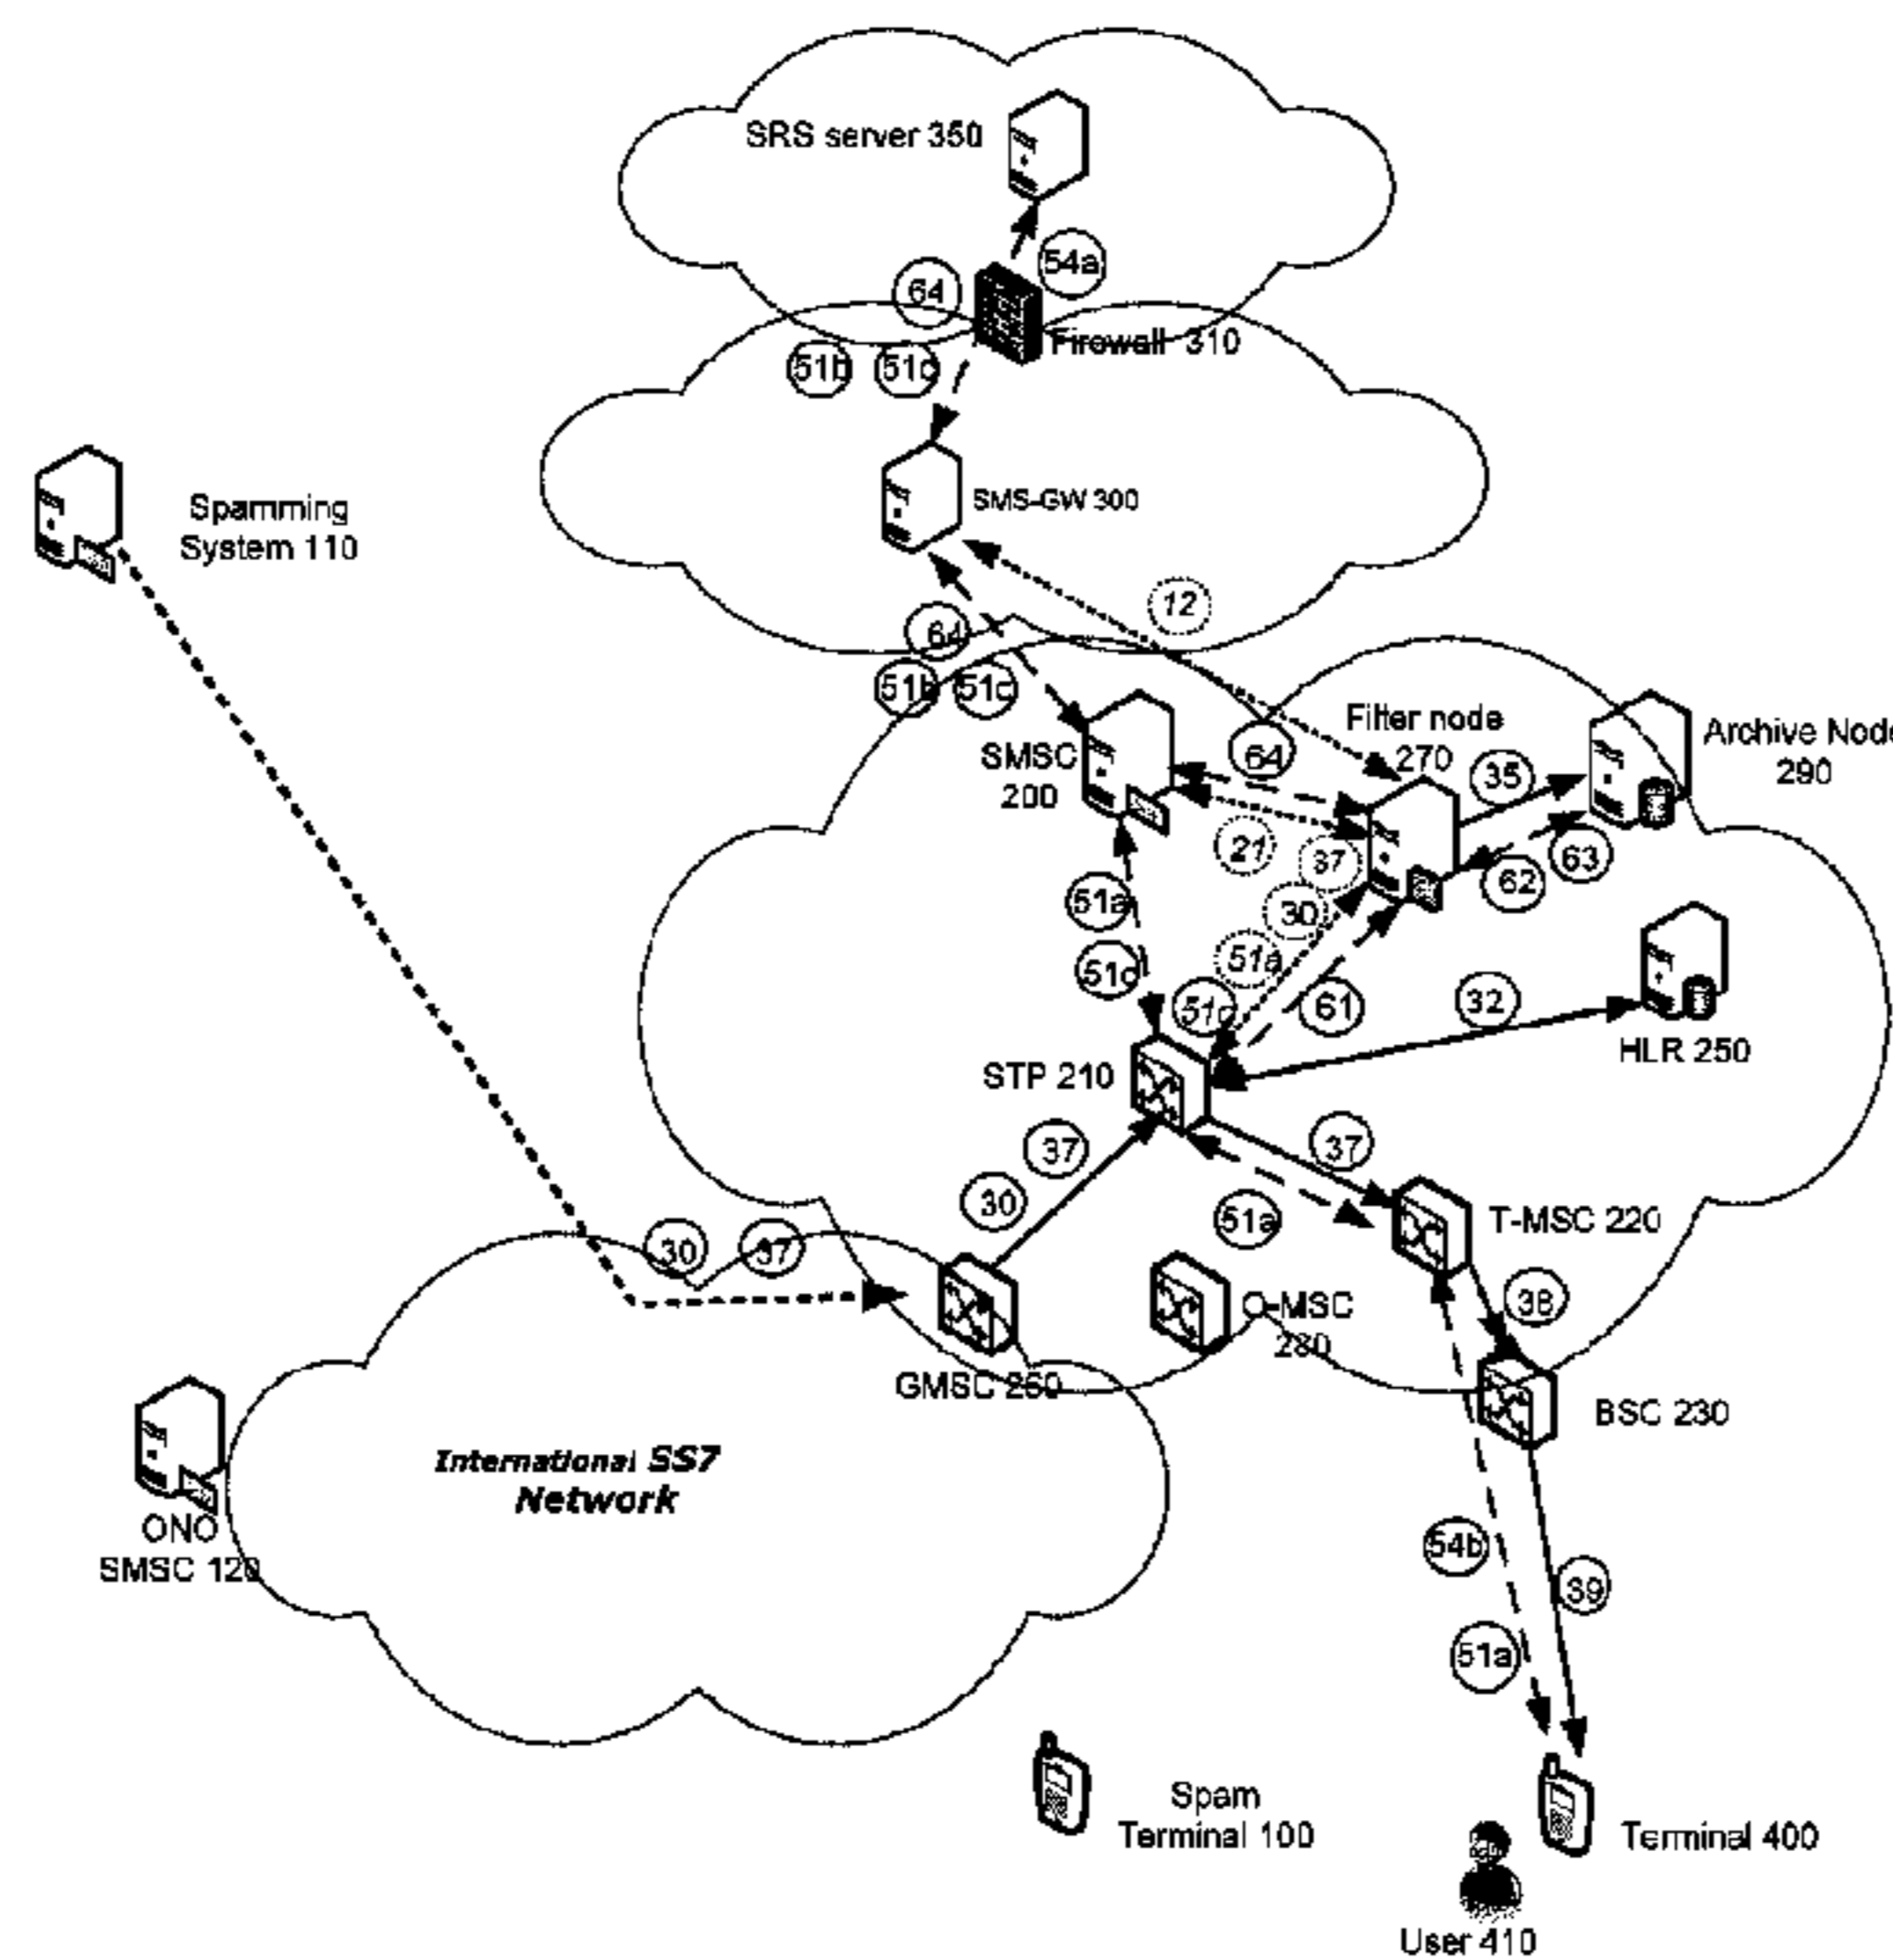 SRS server 350
54a
64
Firewall 310
51b
51c
SMS-GW 300
Spamming
System 110
12
64
51b
51c
Filter node
270
Archive Node
290
SMSC
200
64
35
21
37
62
63
51a
30
51a
51c
51c
61
32
HLR 250
STP 210
37
37
30
51a
T-MSC 220
30
37
38
O-MSC
280
GMSC 260
BSC 230
International SS7
Network
ONO
SMSC 120
54b
39
51a
Spam
Terminal 100
Terminal 400
User 410